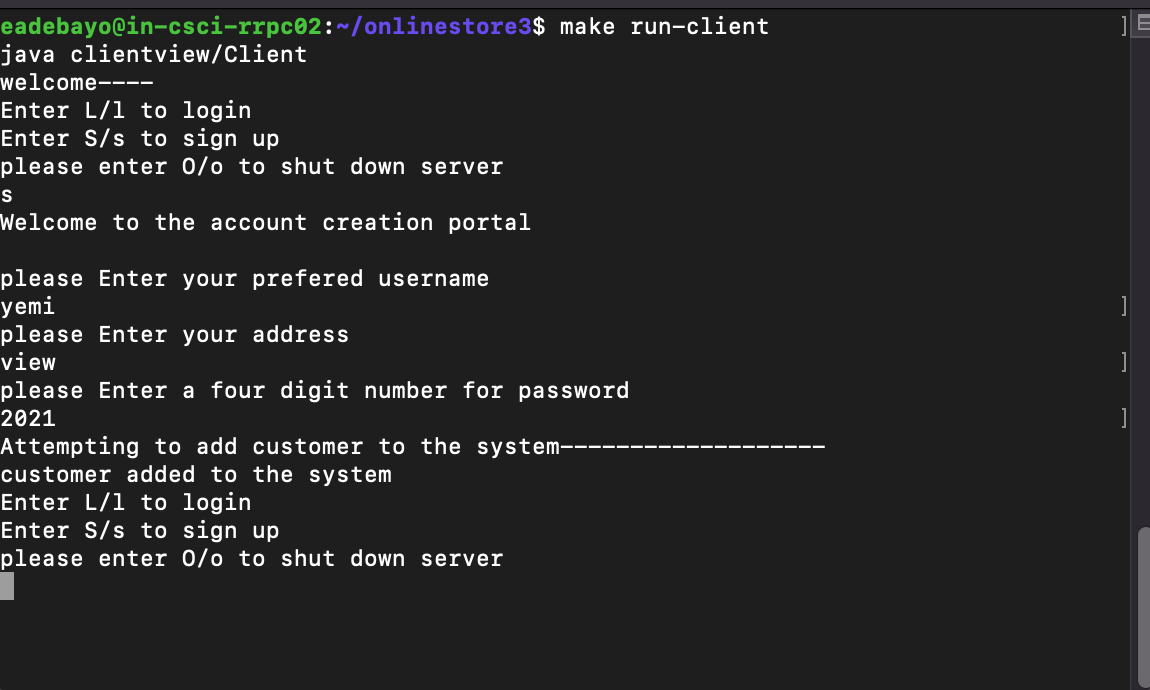 eadebayo@in-csci-rrpc02:~/onlinestore3$ make run-client
java clientview/Client
welcome----
Enter L/l to login
Enter S/s to sign up
please enter O/o to shut down server
s
Welcome to the account creation portal
please Enter your prefered username
yemi
please Enter your address
view
please Enter a four digit number for password
2021
Attempting to add customer to the system-------------------
customer added to the system
Enter L/l to login
Enter S/s to sign up
please enter O/o to shut down server